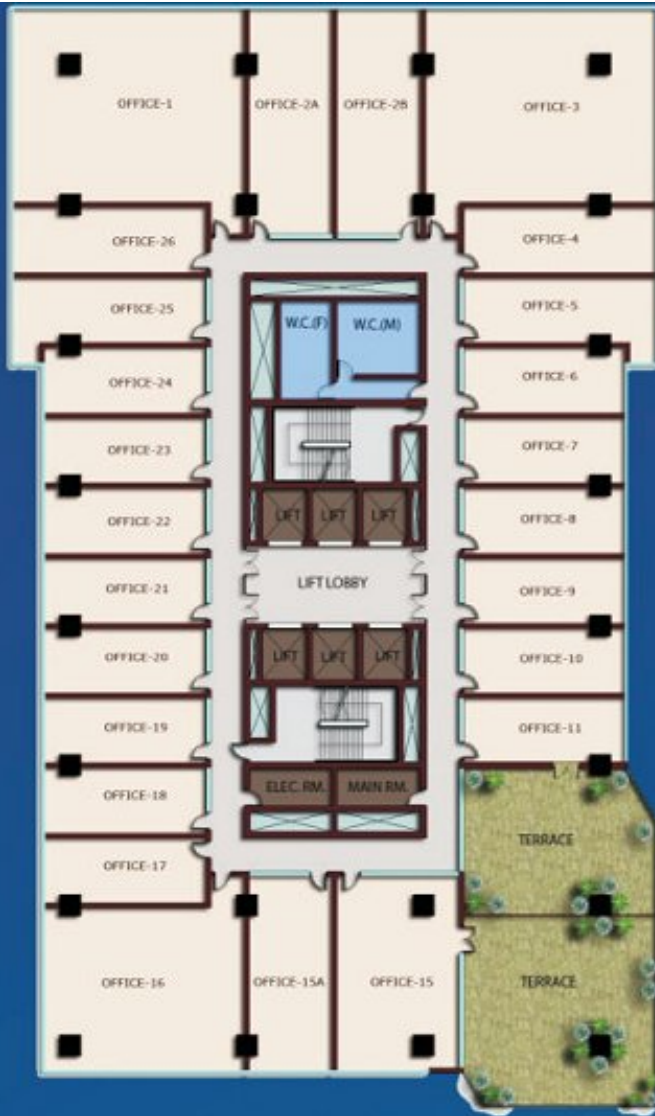 OFFICE-1
OFFICE-2A
OFFICE-2B
OFFICE-3
OFFICE-26
OFFICE-4
OFFICE-25
OFFICE-5
W.C.(F)
W.C.(M)
OFFICE-24
OFFICE-6
OFFICE-23
OFFICE-7
OFFICE-22
LIFT
LIFT
LIFT
OFFICE-8
OFFICE-21
LIFT LOBBY
OFFICE-9
OFFICE-20
LIFT
LIFT
LIFT
OFFICE-10
OFFICE-19
OFFICE-11
OFFICE-18
ELEC. RM.
MAIN RM.
OFFICE-17
TERRACE
OFFICE-16
OFFICE-15A
OFFICE-15
TERRACE